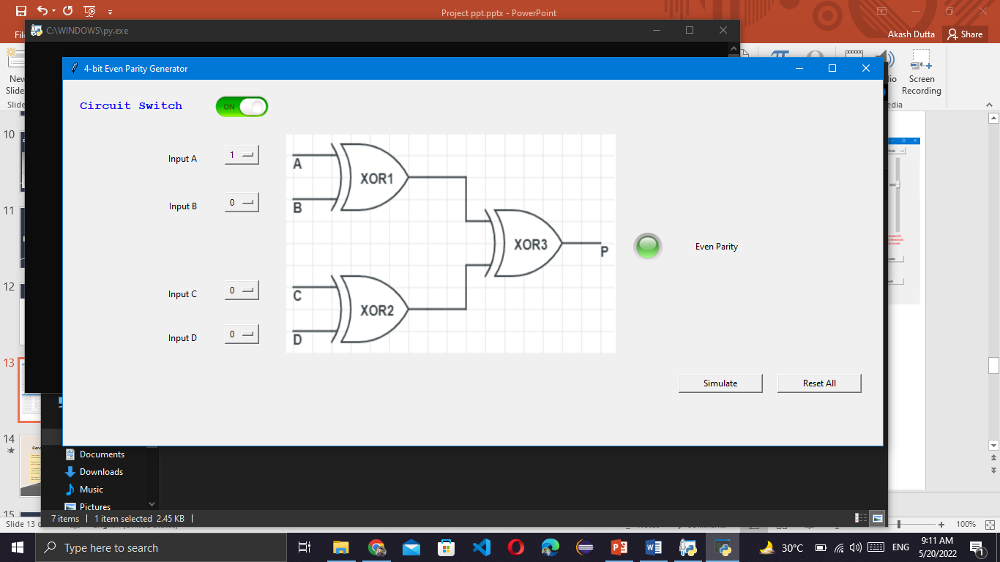 Project ppt.pptx - PowerPoint
Akash Dutta
Share
C:\WINDOWS\py.exe
New
Screen
Recording
4-bit Even Parity Generator
Circuit Switch
ON
Input A
1
Input B
0
Input C
0
Input D
0
A
B
XOR1
XOR3
P
C
D
XOR2
Even Parity
Simulate
Reset All
10
11
12
13
14
15
Documents
Downloads
Music
Pictures
7 items
1 item selected 2.45 KB
Slide 13
100%
Type here to search
30°C
ENG
9:11 AM
5/20/2022
1